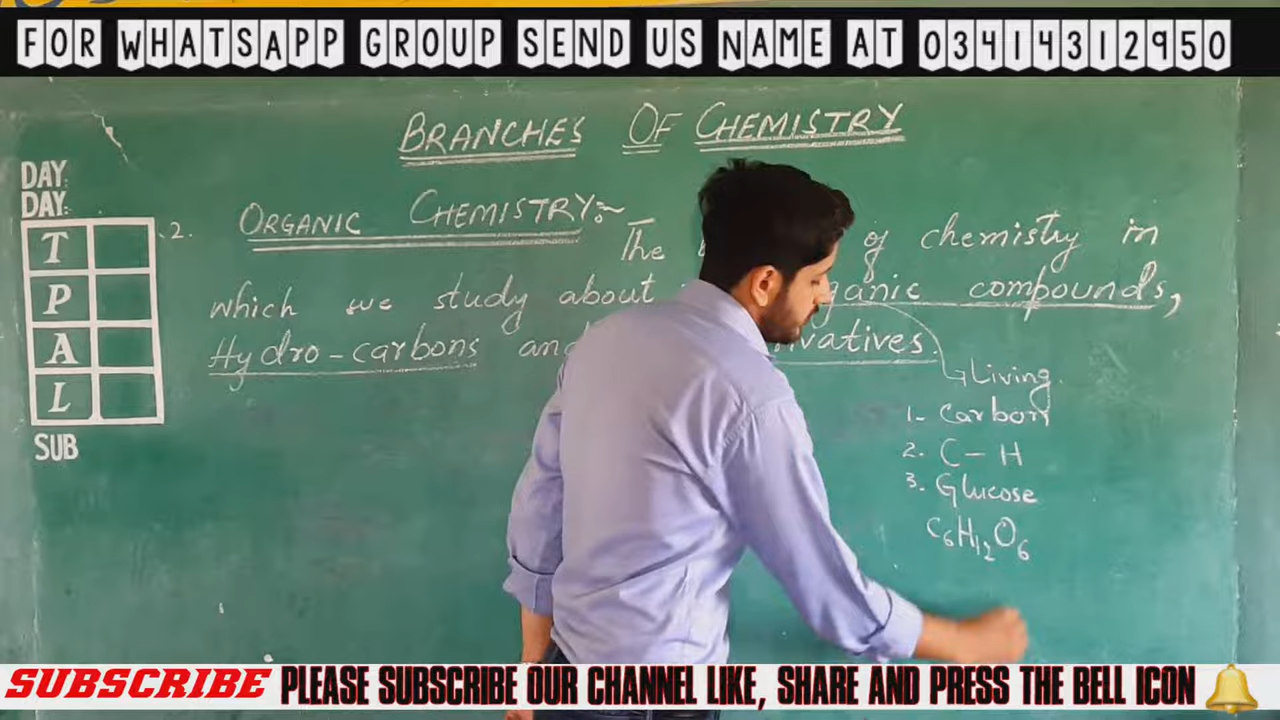 FOR WHATSAPP GROUP SEND US NAME AT 03414312950
BRANCHES OF CHEMISTRY
DAY:
DAY:
T
P
A
L
SUB
2. ORGANIC CHEMISTRY:-
The of chemistry in
which we study about compounds,
Hydro-carbons
Living
1- Carbon
2. C - H
3. Glucose
C6H12O6
SUBSCRIBE PLEASE SUBSCRIBE OUR CHANNEL LIKE, SHARE AND PRESS THE BELL ICON